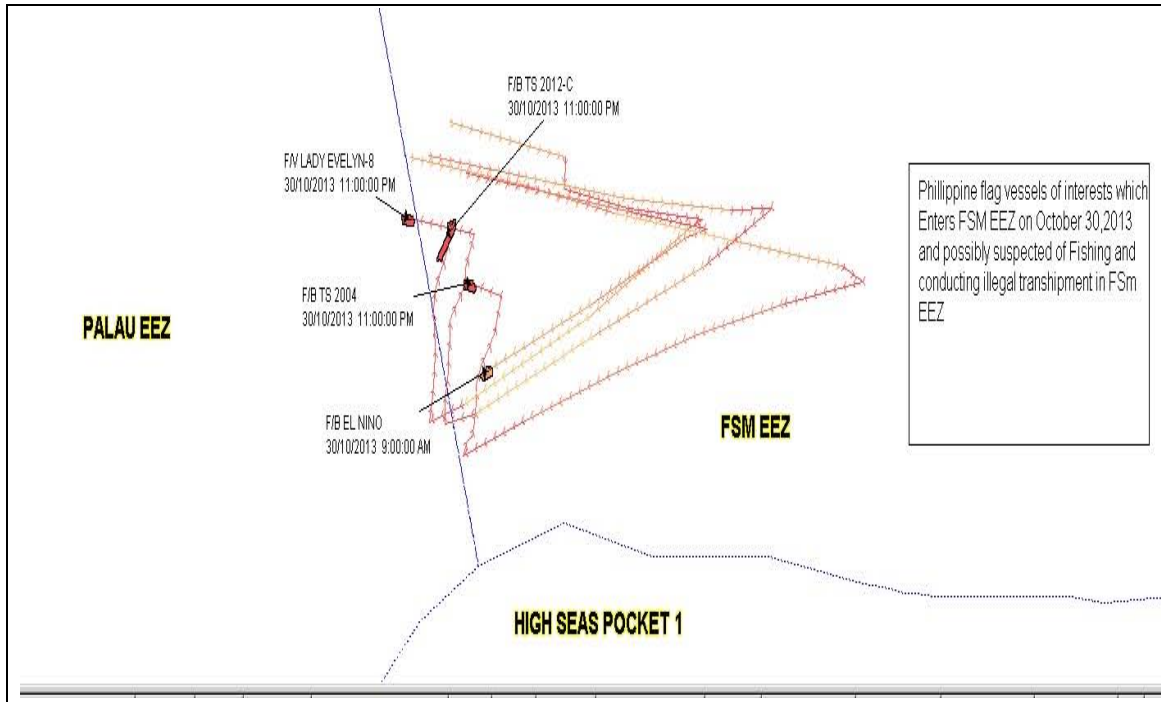 F/B TS 2012-C
30/10/2013 11:00:00 PM
F/V LADY EVELYN-8
30/10/2013 11:00:00 PM
Phillippine flag vessels of interests which
Enters FSM EEZ on October 30,2013
and possibly suspected of Fishing and
conducting illegal transhipment in FSm
EEZ
F/B TS 2004
30/10/2013 11:00:00 PM
PALAU EEZ
F/B EL NINO
30/10/2013 9:00:00 AM
FSM EEZ
HIGH SEAS POCKET 1